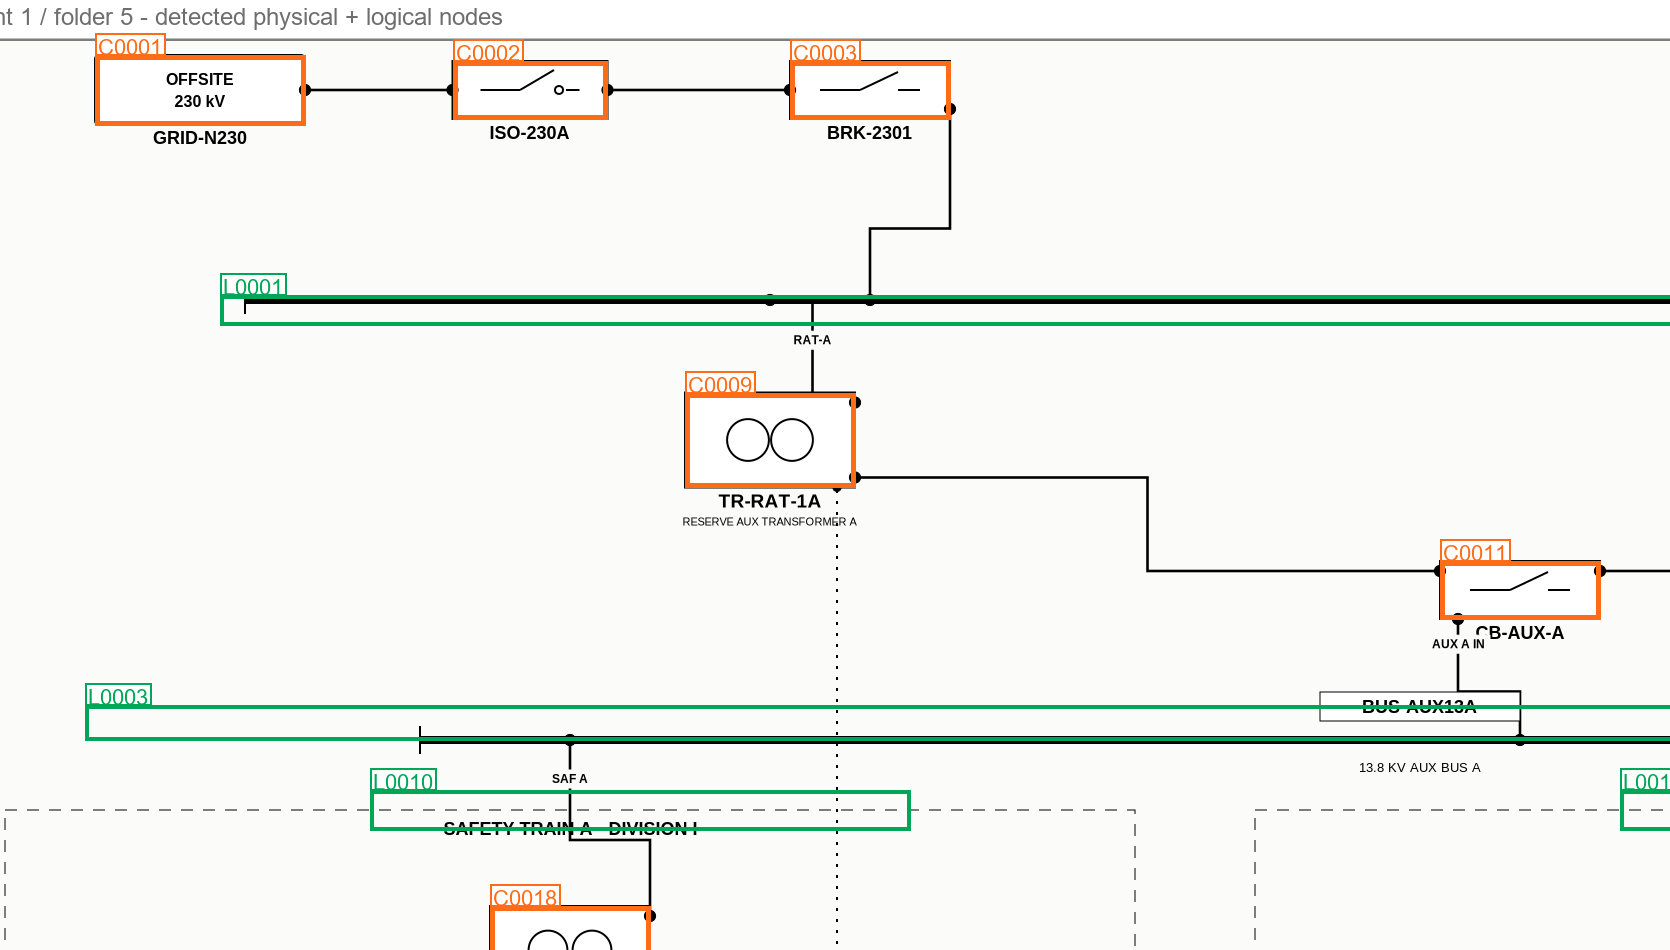 nt 1 / folder 5 - detected physical + logical nodes
C0001
C0002
C0003
OFFSITE
230 kV
GRID-N230
ISO-230A
BRK-2301
L0001
RAT-A
C0009
TR-RAT-1A
RESERVE AUX TRANSFORMER A
C0011
CB-AUX-A
AUX A IN
L0003
BUS-AUX13A
13.8 KV AUX BUS A
SAF A
L0010
L001
SAFETY TRAIN A - DIVISION I
C0018